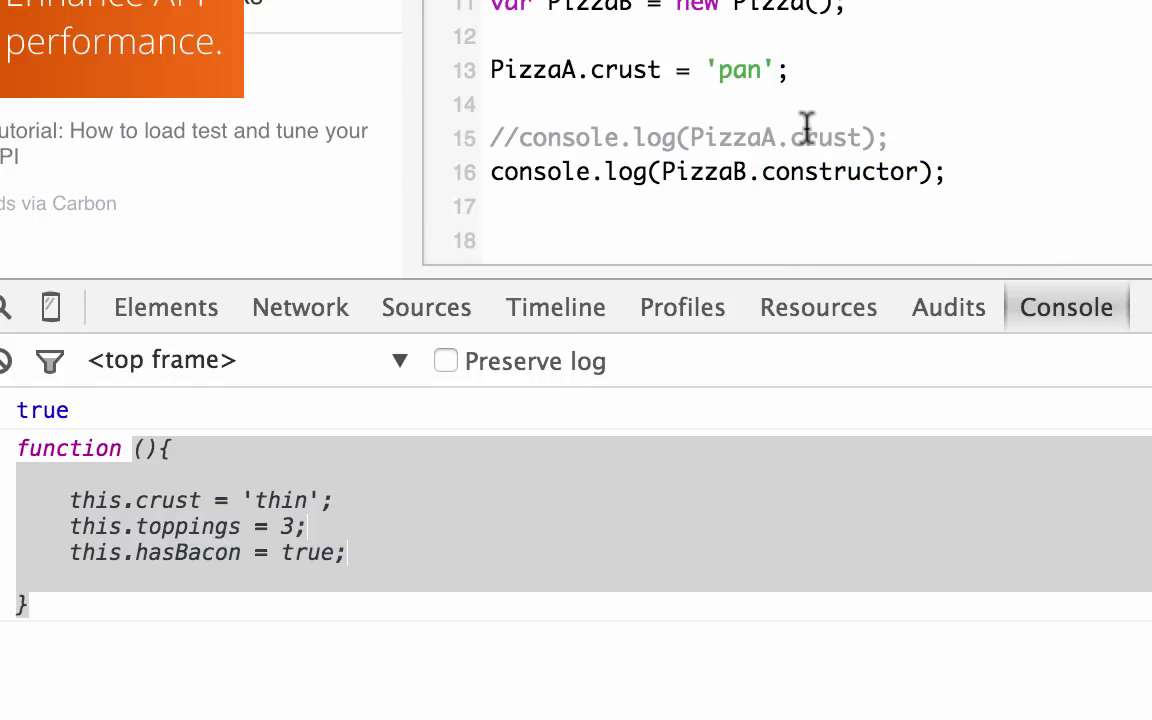 performance.
utorial: How to load test and tune your
PI
ds via Carbon
11 var PizzaB = new Pizza();
12
13 PizzaA.crust = 'pan';
14
15 //console.log(PizzaA.crust);
16 console.log(PizzaB.constructor);
17
18
Elements Network Sources Timeline Profiles Resources Audits Console
<top frame> ▼ Preserve log
true
function (){
this.crust = 'thin';
this.toppings = 3;
this.hasBacon = true;
}